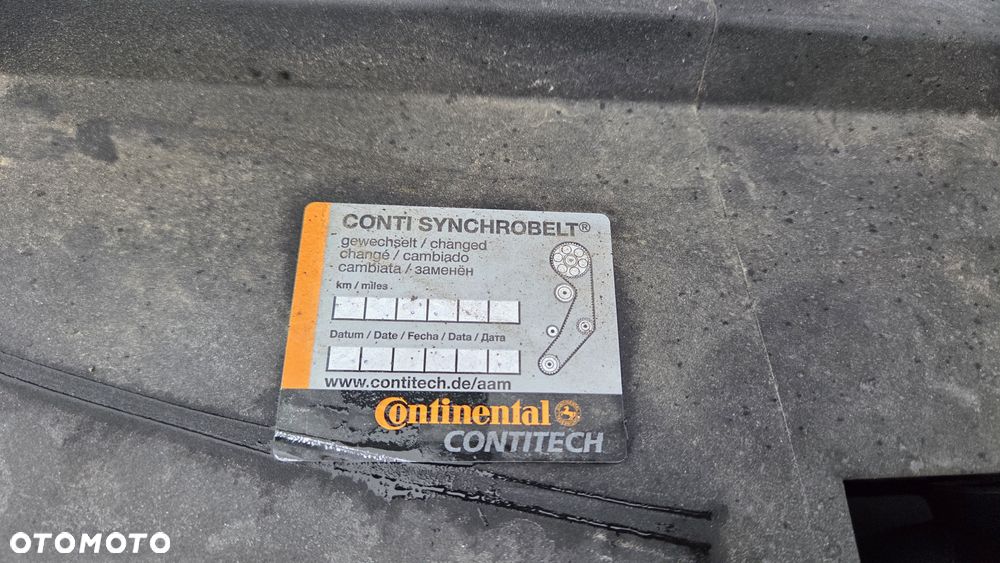 CONTI SYNCHROBELT®
gewechselt / changed
changé / cambiado
cambiata / заменён
km / miles
Datum / Date / Fecha / Data / Дата
www.contitech.de/aam
Continental
CONTITECH
OTOMOTO